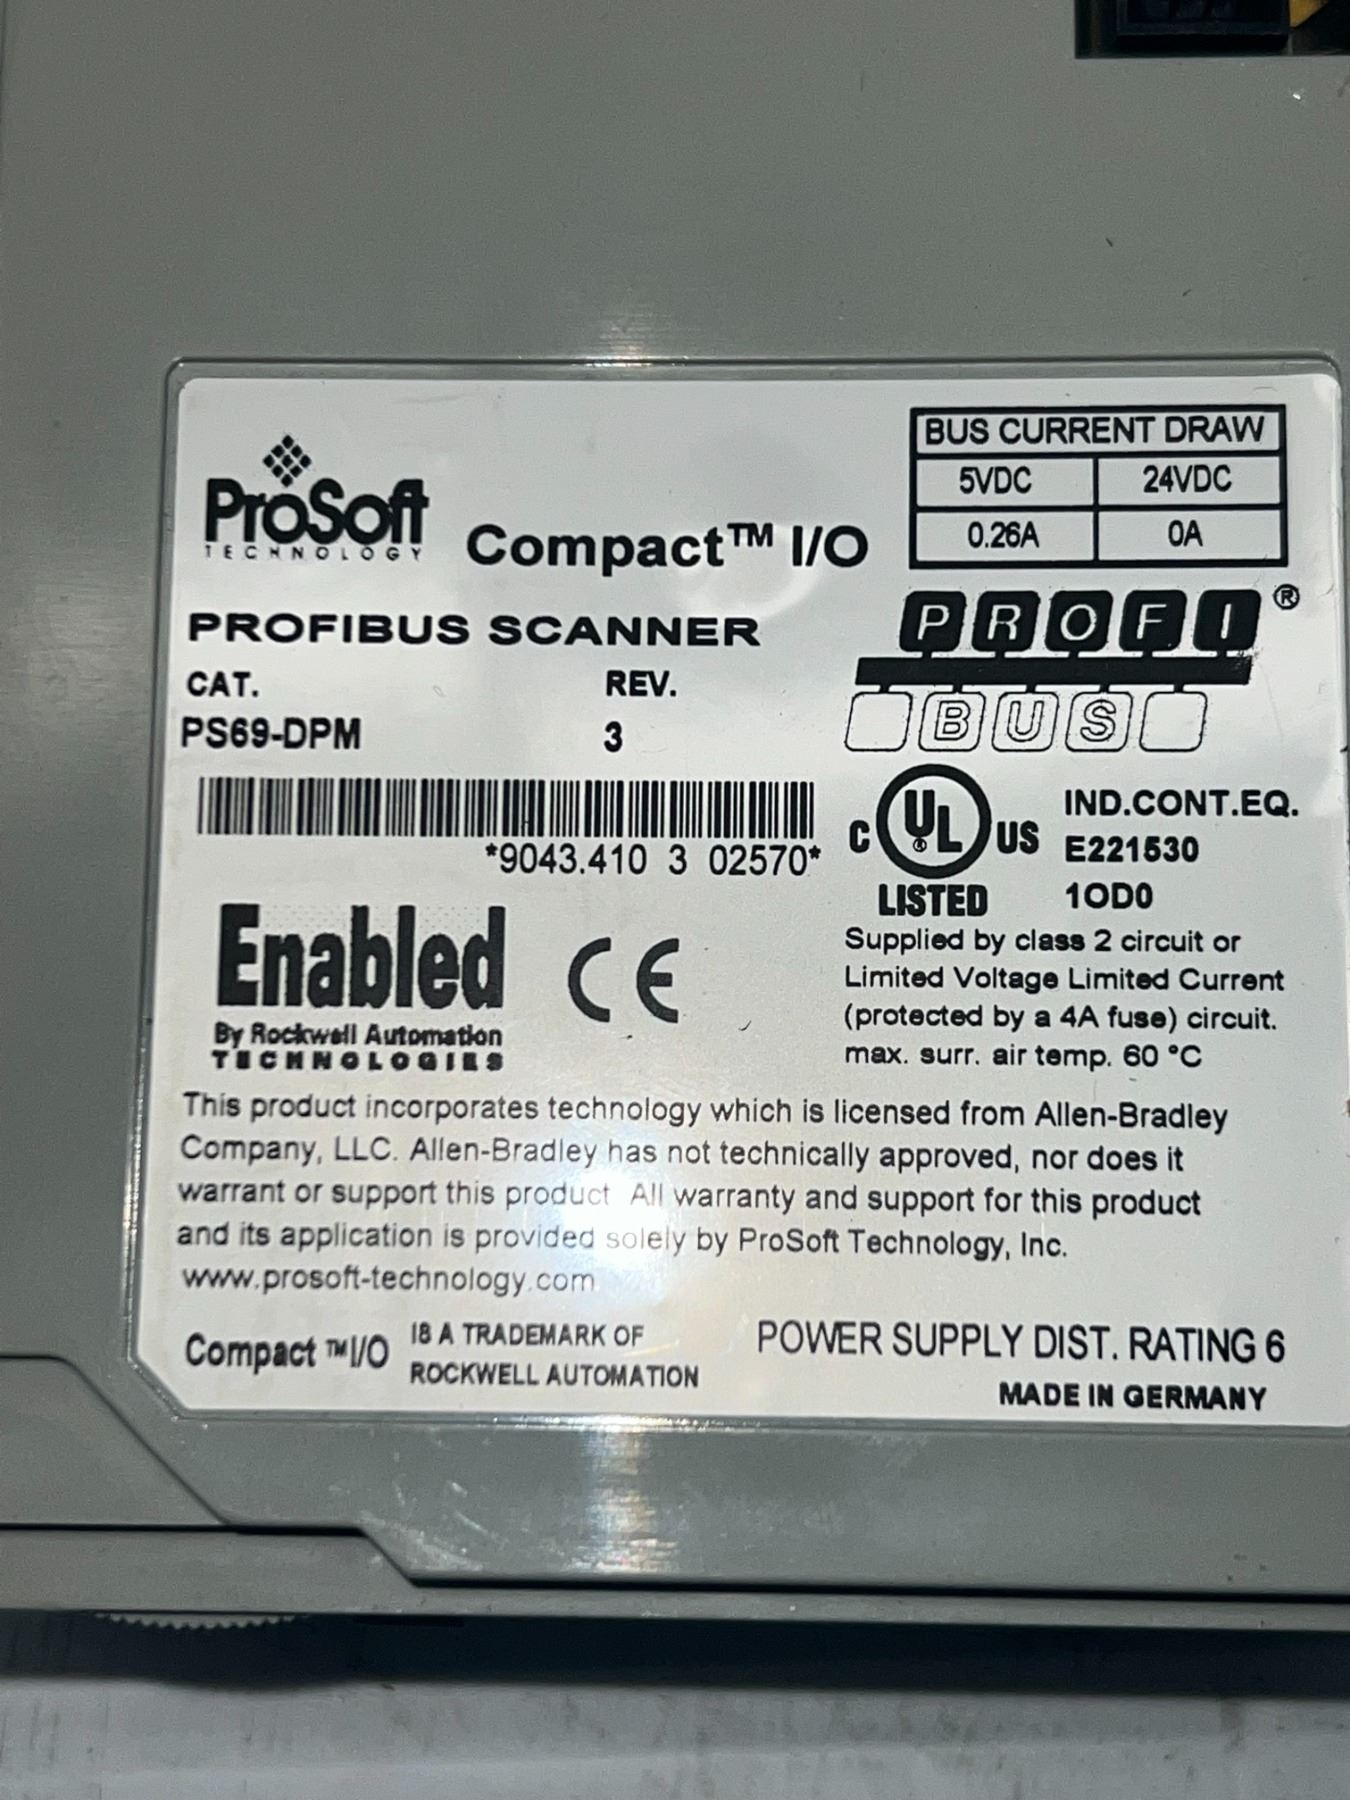 ProSoft
TECHNOLOGY
Compact™ I/O
BUS CURRENT DRAW
5VDC 24VDC
0.26A 0A
PROFIBUS SCANNER
PROFI®
BUS
CAT. REV.
PS69-DPM 3
*9043.410 3 02570*
C UL® US
LISTED
IND.CONT.EQ.
E221530
1OD0
Enabled
By Rockwell Automation
TECHNOLOGIES
CE
Supplied by class 2 circuit or
Limited Voltage Limited Current
(protected by a 4A fuse) circuit.
max. surr. air temp. 60 °C
This product incorporates technology which is licensed from Allen-Bradley
Company, LLC. Allen-Bradley has not technically approved, nor does it
warrant or support this product. All warranty and support for this product
and its application is provided solely by ProSoft Technology, Inc.
www.prosoft-technology.com
Compact ™I/O
IS A TRADEMARK OF
ROCKWELL AUTOMATION
POWER SUPPLY DIST. RATING 6
MADE IN GERMANY